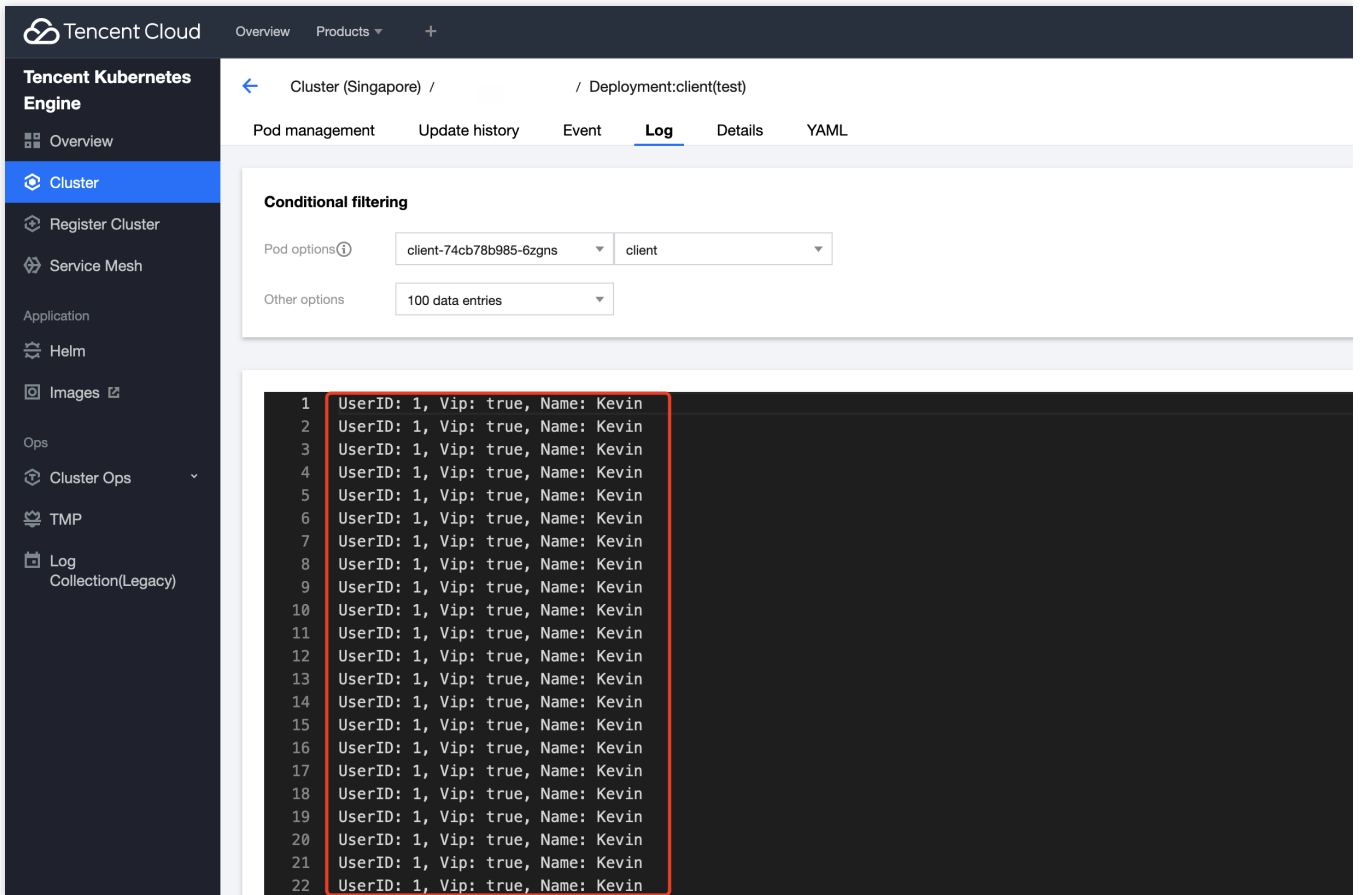 Tencent Cloud Overview Products +
Tencent Kubernetes
Engine
Overview
Cluster
Register Cluster
Service Mesh
Application
Helm
Images
Ops
Cluster Ops
TMP
Log
Collection(Legacy)
Cluster (Singapore) / / Deployment:client(test)
Pod management Update history Event Log Details YAML
Conditional filtering
Pod options client-74cb78b985-6zgns client
Other options 100 data entries
1 UserID: 1, Vip: true, Name: Kevin
2 UserID: 1, Vip: true, Name: Kevin
3 UserID: 1, Vip: true, Name: Kevin
4 UserID: 1, Vip: true, Name: Kevin
5 UserID: 1, Vip: true, Name: Kevin
6 UserID: 1, Vip: true, Name: Kevin
7 UserID: 1, Vip: true, Name: Kevin
8 UserID: 1, Vip: true, Name: Kevin
9 UserID: 1, Vip: true, Name: Kevin
10 UserID: 1, Vip: true, Name: Kevin
11 UserID: 1, Vip: true, Name: Kevin
12 UserID: 1, Vip: true, Name: Kevin
13 UserID: 1, Vip: true, Name: Kevin
14 UserID: 1, Vip: true, Name: Kevin
15 UserID: 1, Vip: true, Name: Kevin
16 UserID: 1, Vip: true, Name: Kevin
17 UserID: 1, Vip: true, Name: Kevin
18 UserID: 1, Vip: true, Name: Kevin
19 UserID: 1, Vip: true, Name: Kevin
20 UserID: 1, Vip: true, Name: Kevin
21 UserID: 1, Vip: true, Name: Kevin
22 UserID: 1, Vip: true, Name: Kevin